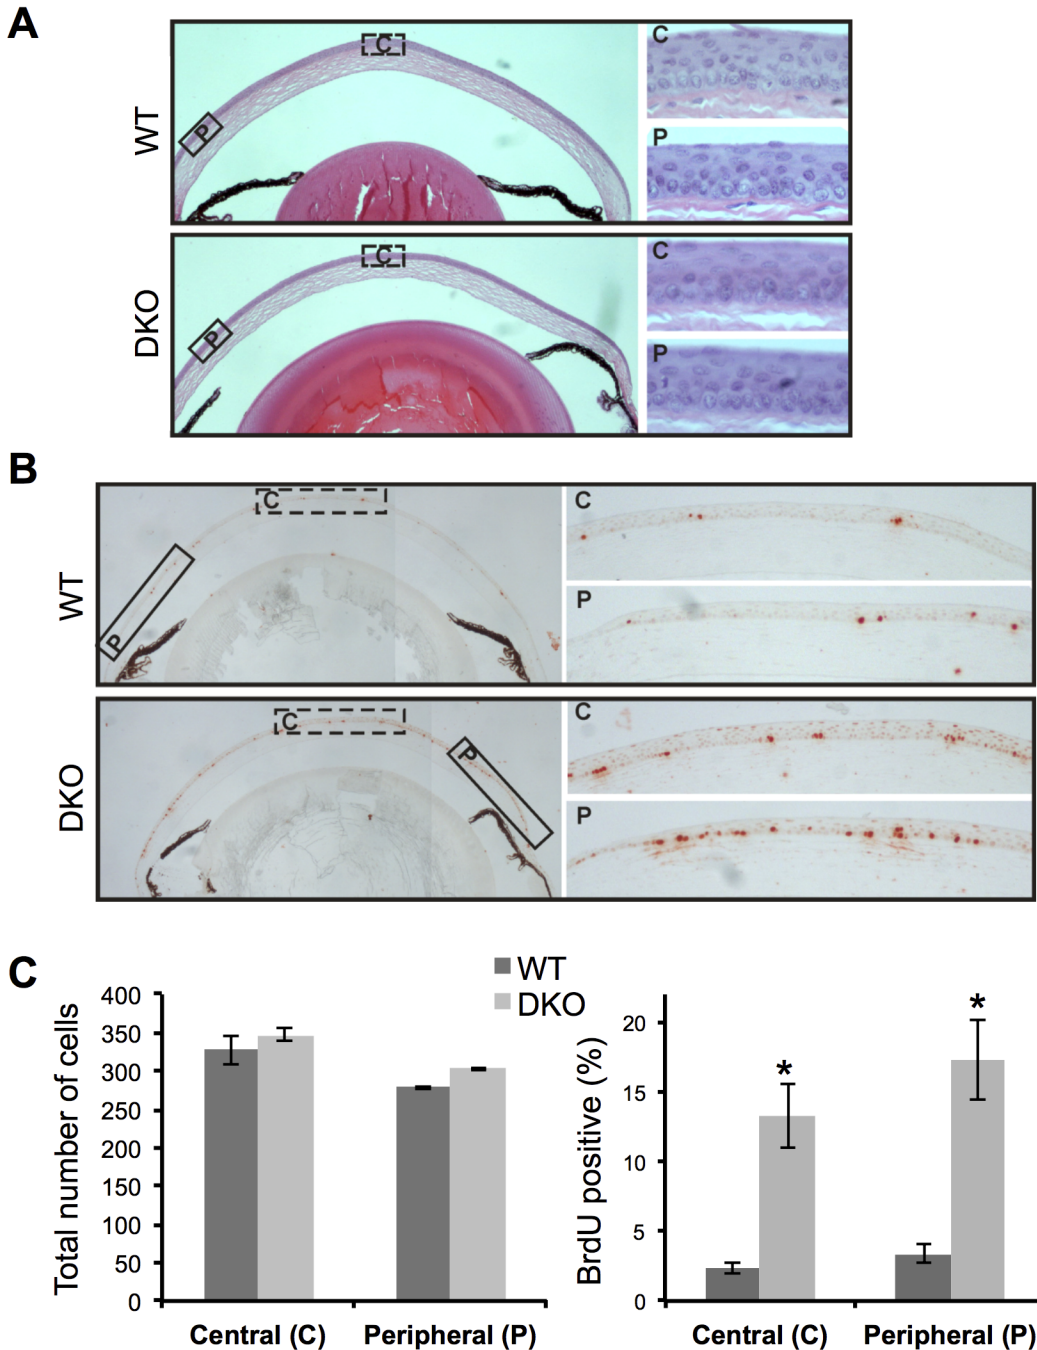 A
WT
C
P
C
P
DKO
C
P
C
P
B
WT
C
P
C
P
DKO
C
P
C
P
C
WT
DKO
Total number of cells
400
350
300
250
200
150
100
50
0
Central (C)
Peripheral (P)
BrdU positive (%)
20
15
10
5
0
*
*
Central (C)
Peripheral (P)